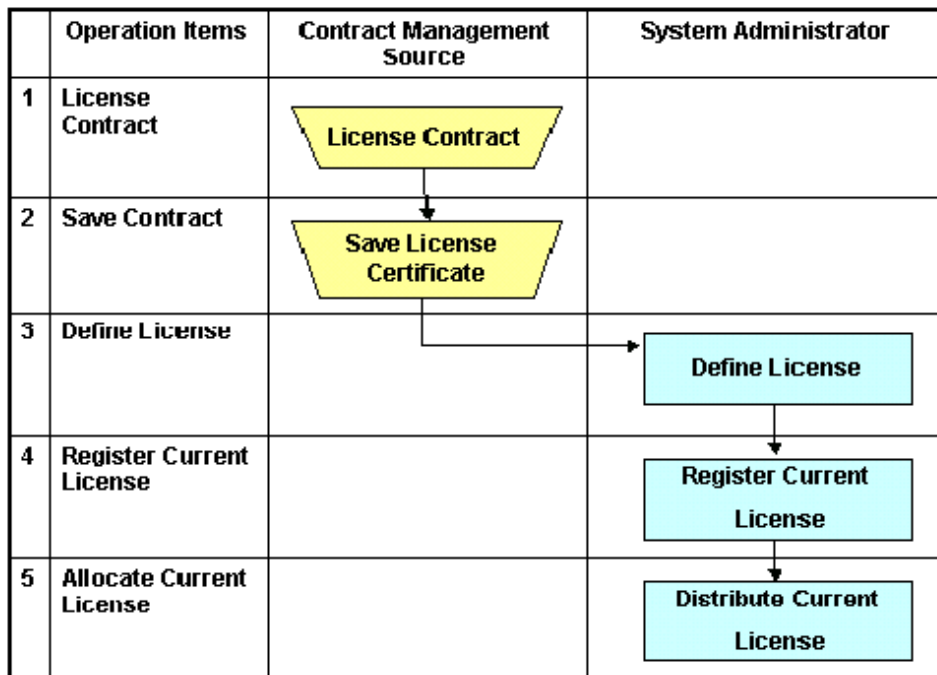 Operation Items
Contract Management
Source
System Administrator
1
License
Contract
License Contract
2
Save Contract
Save License
Certificate
3
Define License
Define License
4
Register Current
License
Register Current
License
5
Allocate Current
License
Distribute Current
License